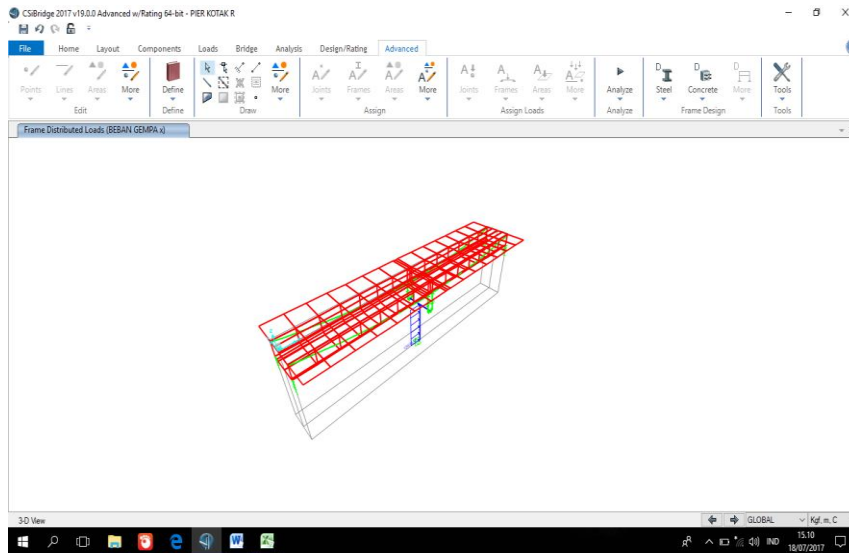 CSiBridge 2017 v19.0.0 Advanced w/Rating 64-bit - PIER KOTAK R
File Home Layout Components Loads Bridge Analysis Design/Rating Advanced
Points Lines Areas More Define More Joints Frames Areas More Joints Frames Areas More Analyze Steel Concrete More Tools
Edit Define Draw Assign Assign Loads Analyze Frame Design Tools
Frame Distributed Loads (BEBAN GEMPA x)
3-D View GLOBAL Kgf, m, C
IND 15.10
18/07/2017